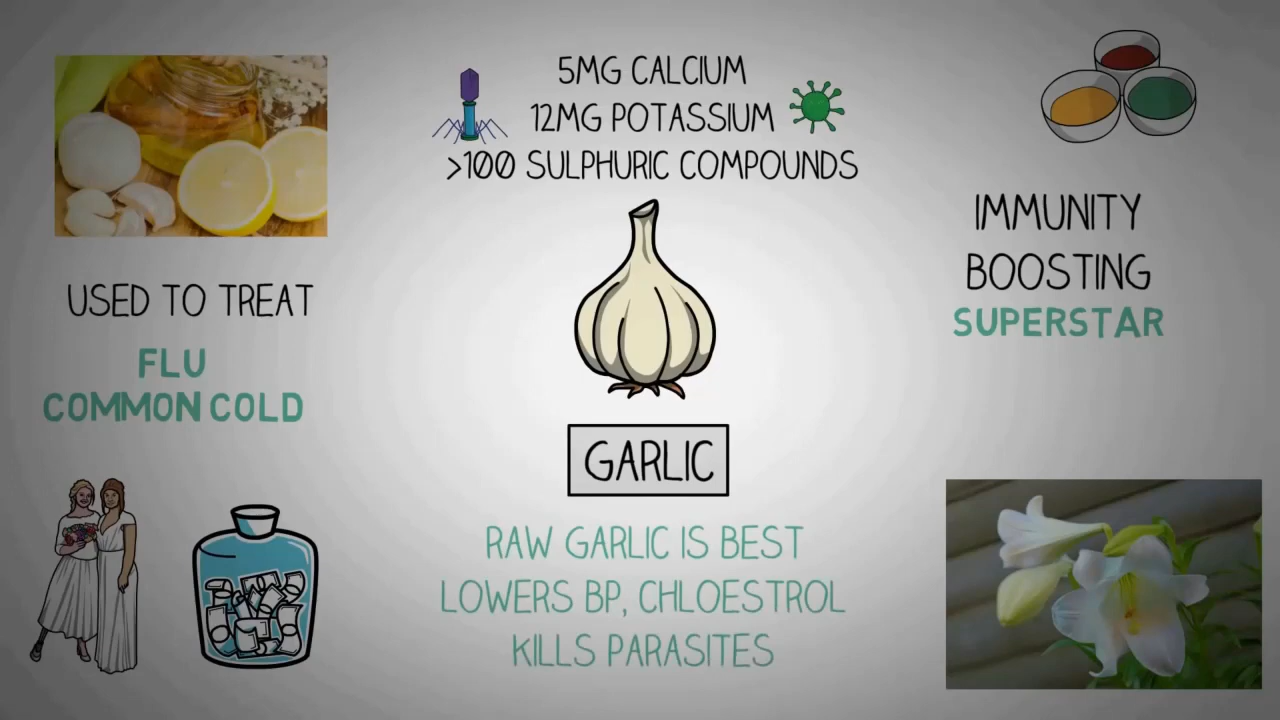 5MG CALCIUM
12MG POTASSIUM
>100 SULPHURIC COMPOUNDS
USED TO TREAT
FLU
COMMON COLD
IMMUNITY
BOOSTING
SUPERSTAR
GARLIC
RAW GARLIC IS BEST
LOWERS BP, CHLOESTROL
KILLS PARASITES